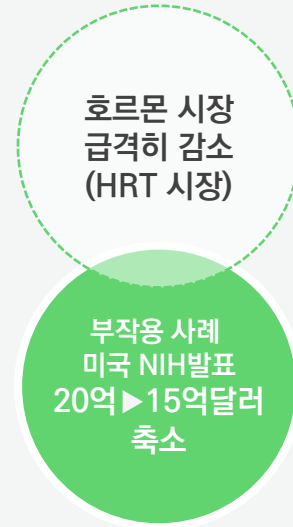 호르몬 시장
급격히 감소
(HRT 시장)
부작용 사례
미국 NIH발표
20억▶15억달러
축소